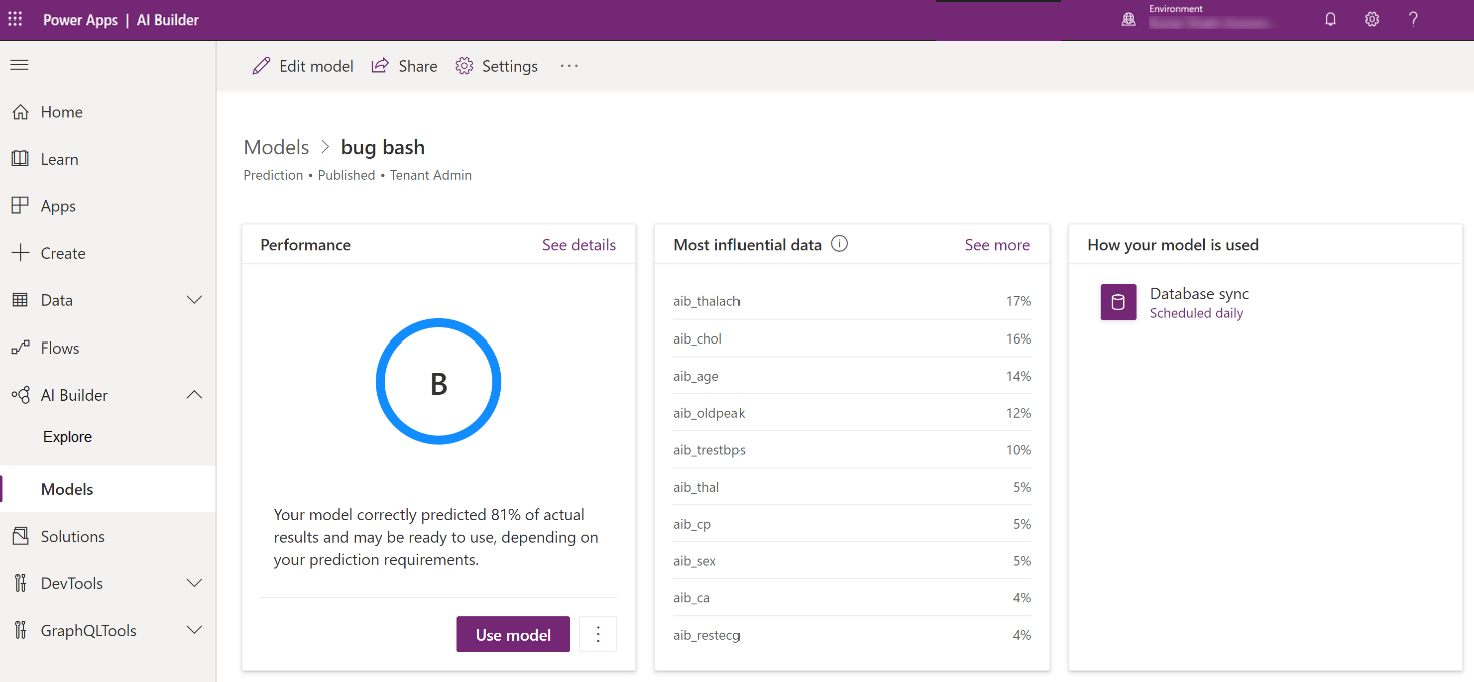 Power Apps | AI Builder
Environment
Edit model
Share
Settings
Home
Learn
Apps
Create
Data
Flows
AI Builder
Explore
Models
Solutions
DevTools
GraphQLTools
Models > bug bash
Prediction • Published • Tenant Admin
Performance
See details
B
Your model correctly predicted 81% of actual
results and may be ready to use, depending on
your prediction requirements.
Use model
Most influential data
See more
aib_thalach 17%
aib_chol 16%
aib_age 14%
aib_oldpeak 12%
aib_trestbps 10%
aib_thal 5%
aib_cp 5%
aib_sex 5%
aib_ca 4%
aib_restecg 4%
How your model is used
Database sync
Scheduled daily